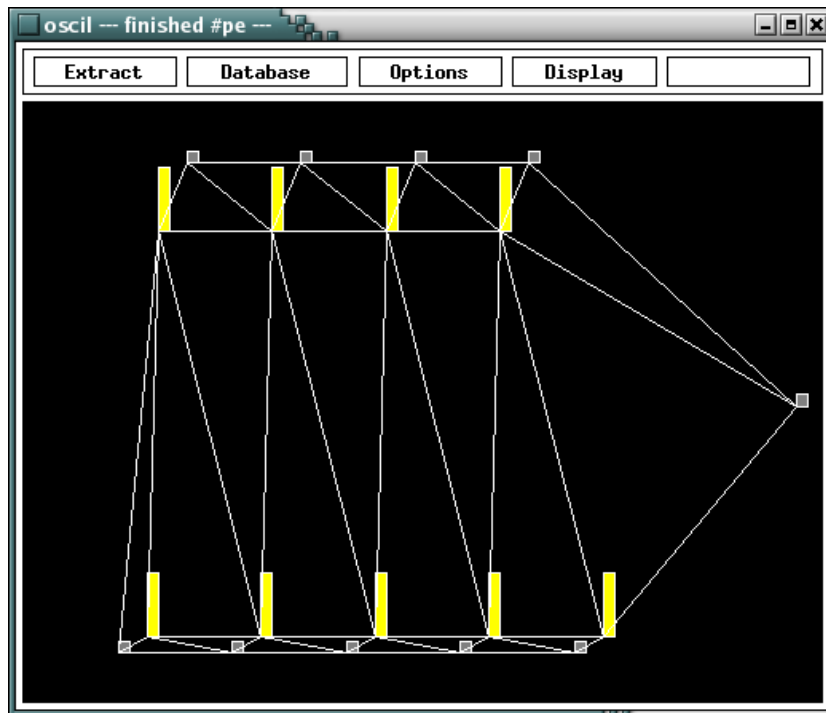 oscil --- finished #pe ---
Extract Database Options Display